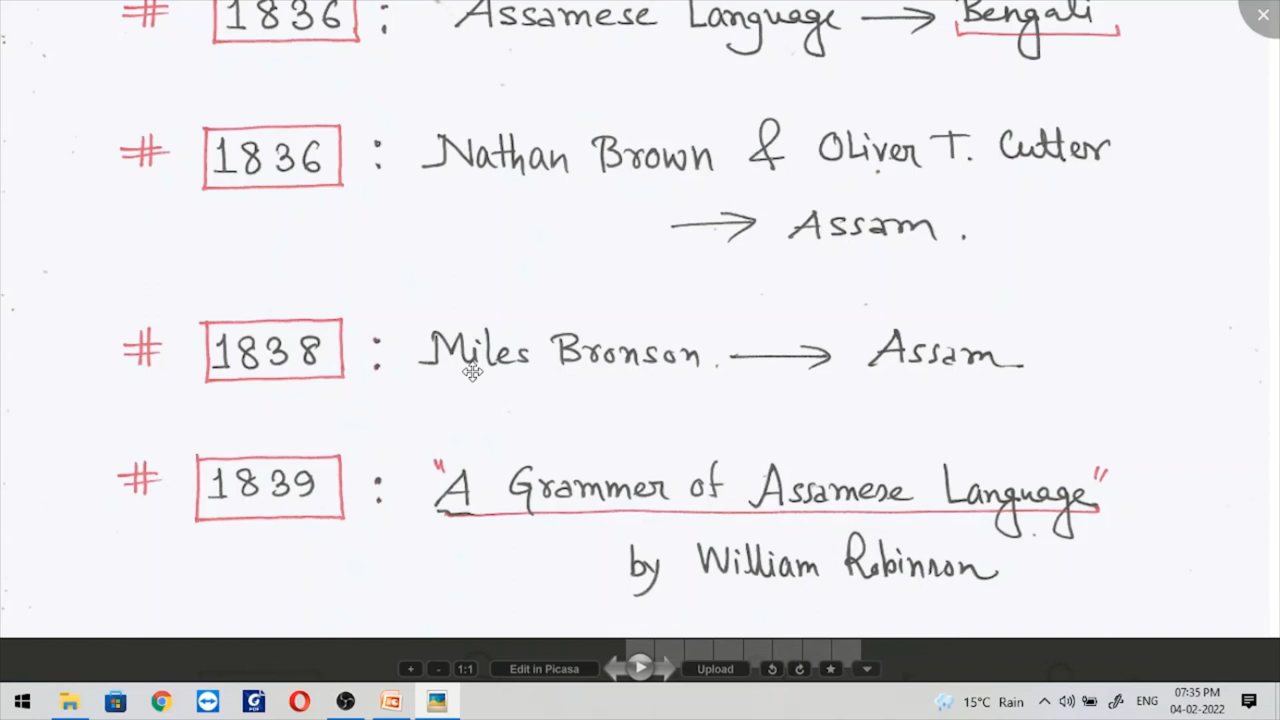 # 1836 : Assamese Language → Bengali
# 1836 : Nathan Brown & Oliver T. Cutter
→ Assam.
# 1838 : Miles Bronson. → Assam
# 1839 : "A Grammer of Assamese Language"
by William Robinson
+ - 1:1 Edit in Picasa Upload
15°C Rain ENG 07:35 PM
04-02-2022